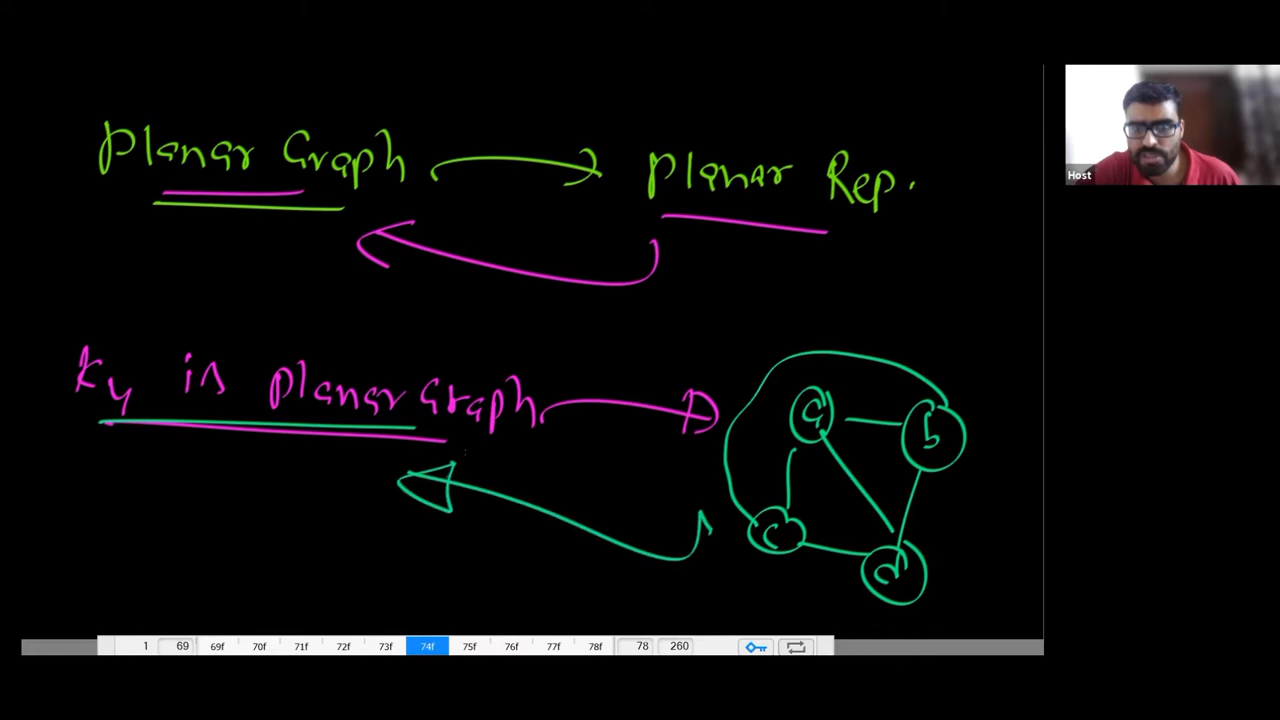 Planar Graph → Planar Rep.
Host
K4 is planar Graph
a b
c d
1 69 69f 70f 71f 72f 73f 74f 75f 76f 77f 78f 78 260